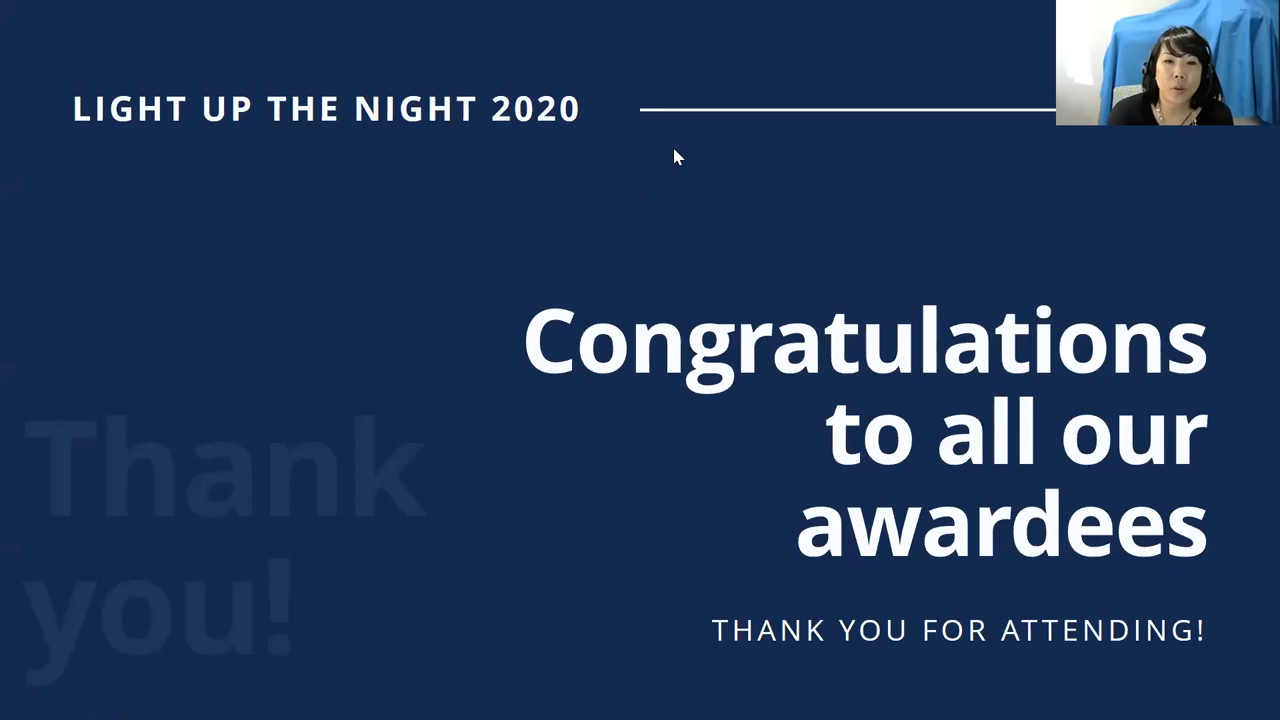 LIGHT UP THE NIGHT 2020
Congratulations
to all our
awardees
Thank
you!
THANK YOU FOR ATTENDING!